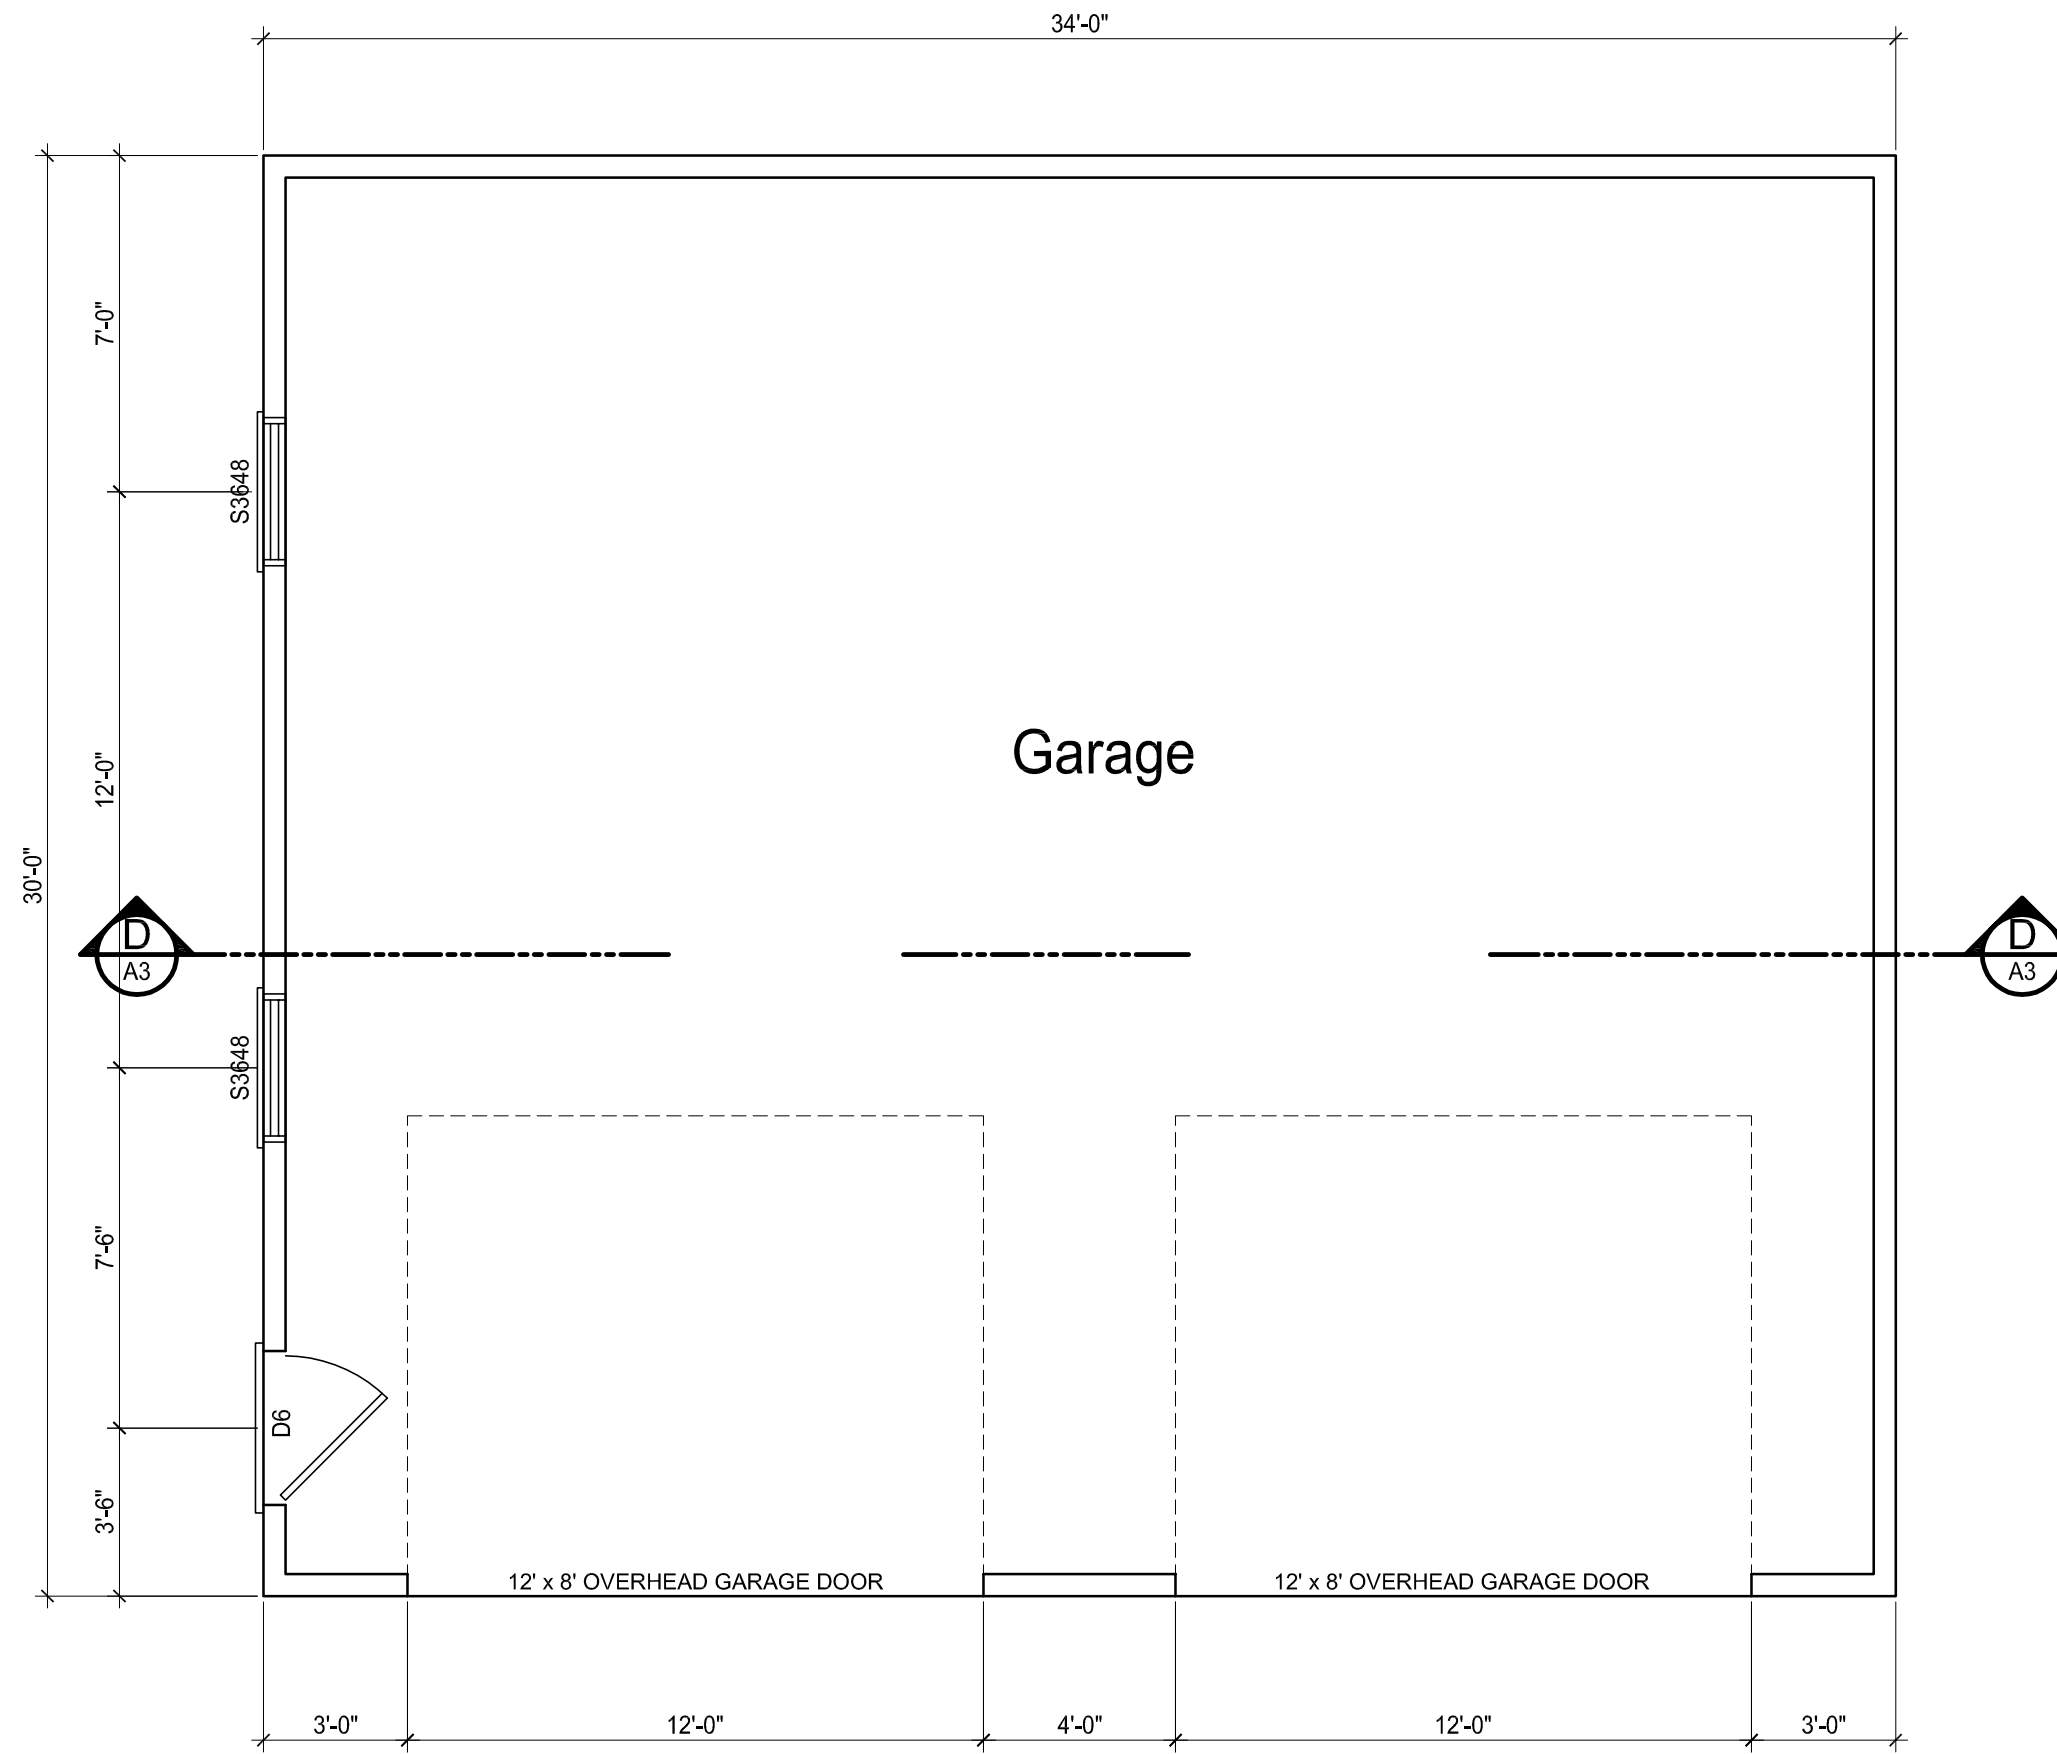 34'-0"
7'-0"
S3648
12'-0"
Garage
30'-0"
D
A3
D
A3
S3648
7'-6"
D6
3'-6"
12' x 8' OVERHEAD GARAGE DOOR
12' x 8' OVERHEAD GARAGE DOOR
3'-0"
12'-0"
4'-0"
12'-0"
3'-0"